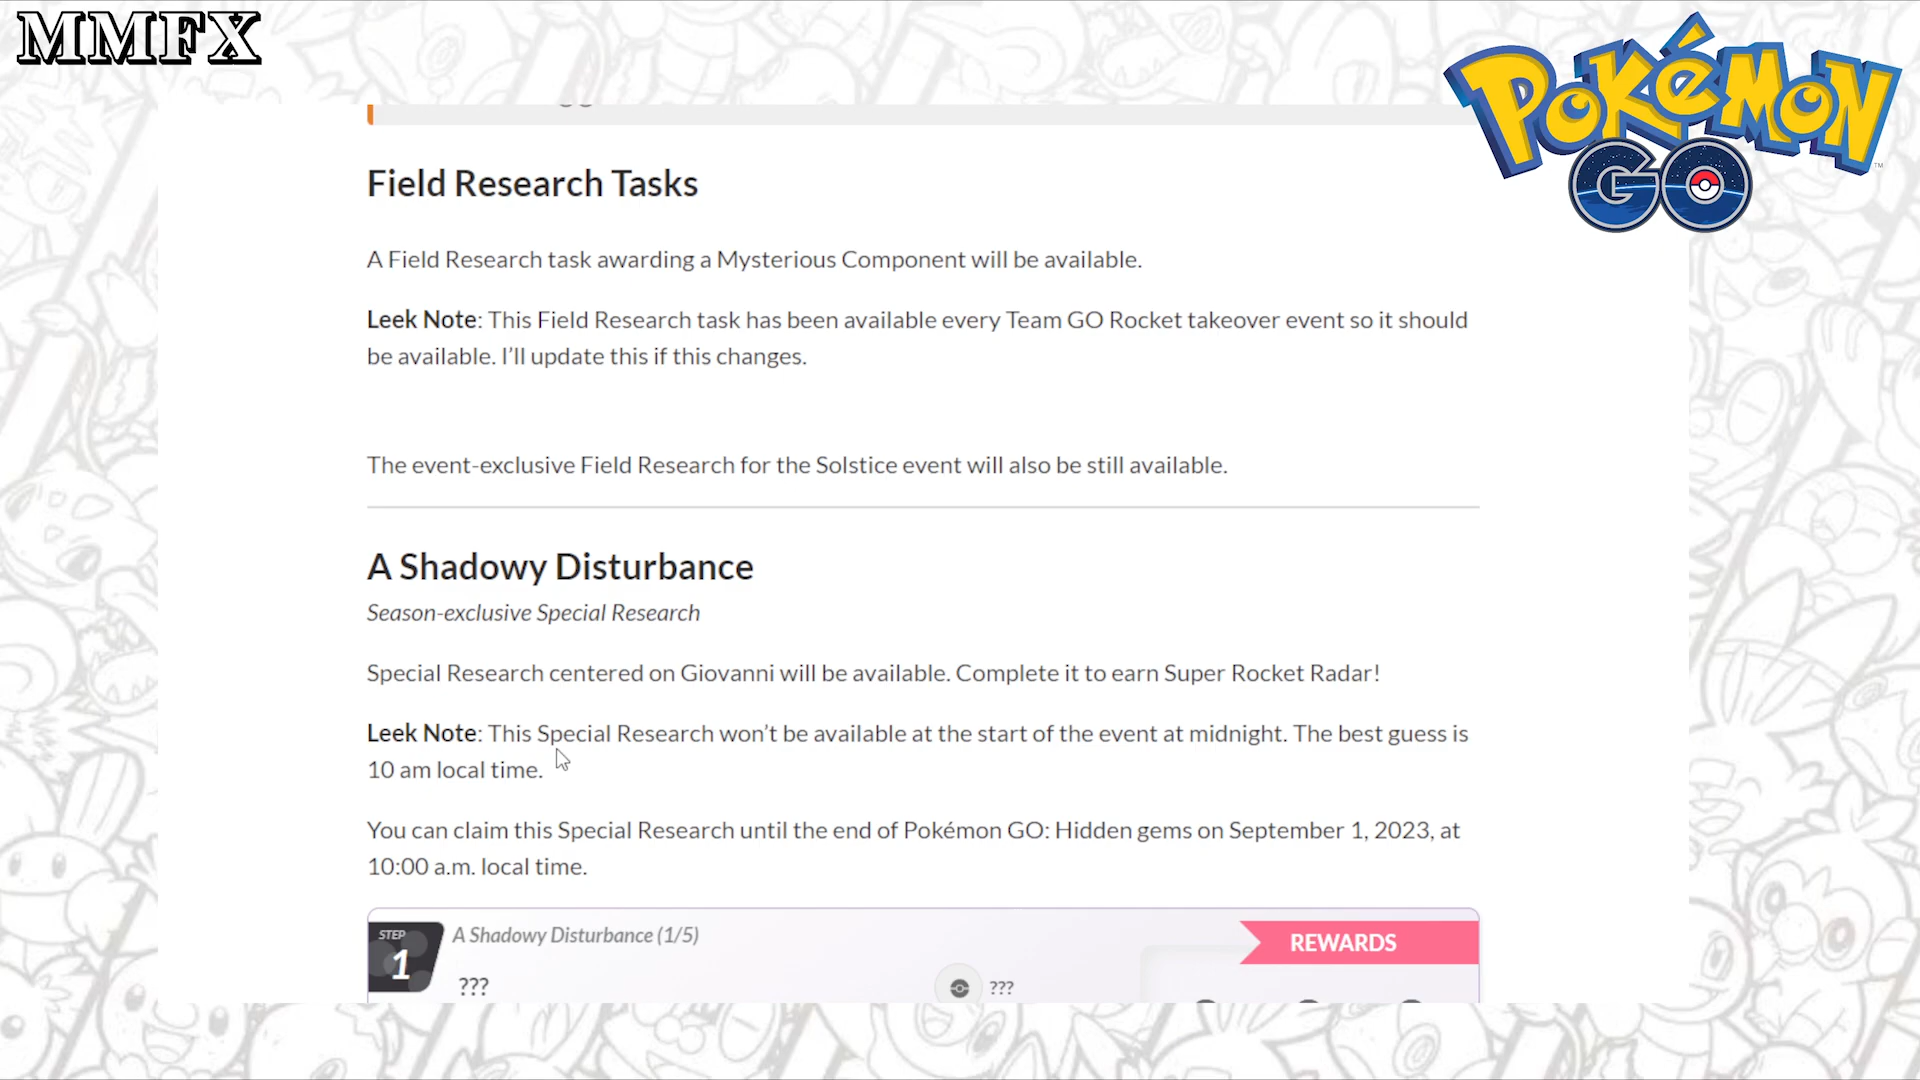 MMFX
POKéMON
GO
Field Research Tasks
A Field Research task awarding a Mysterious Component will be available.
Leek Note: This Field Research task has been available every Team GO Rocket takeover event so it should
be available. I'll update this if this changes.
The event-exclusive Field Research for the Solstice event will also be still available.
A Shadowy Disturbance
Season-exclusive Special Research
Special Research centered on Giovanni will be available. Complete it to earn Super Rocket Radar!
Leek Note: This Special Research won't be available at the start of the event at midnight. The best guess is
10 am local time.
You can claim this Special Research until the end of Pokémon GO: Hidden gems on September 1, 2023, at
10:00 a.m. local time.
STEP
1
A Shadowy Disturbance (1/5)
REWARDS
???
???